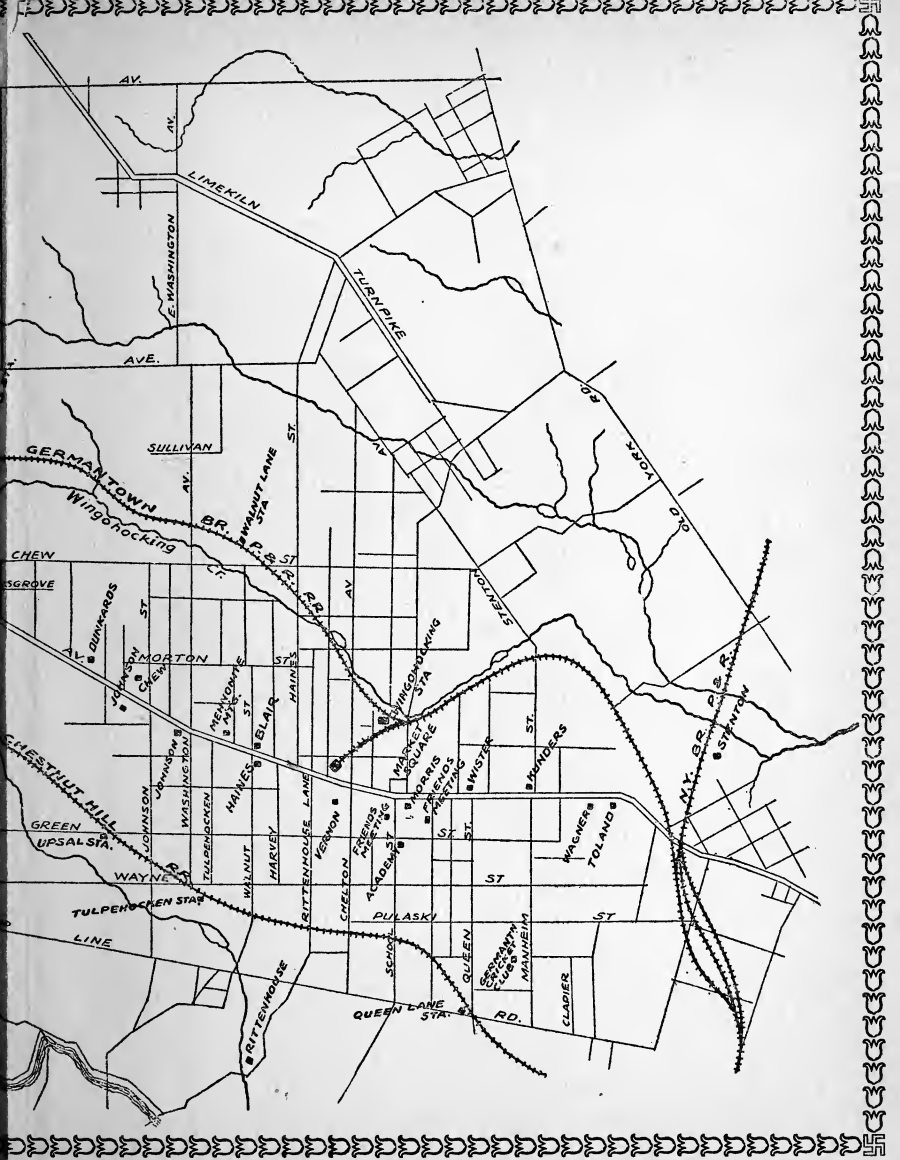 AV.
AV.
LIMEKILN
E. WASHINGTON
TURNPIKE
AVE.
RD.
YORK
OLD
SULLIVAN
ST.
AV.
AV.
GERMANTOWN
BR.
P. & R.
R.R.
WALNUT LANE
STA
Wingohocking
CHEW
ST
SGROVE
AV
STENTON
DUNKARDS
ST
AV.
MORTON
ST
JOHNSON
CHEW
MENNONITE
MTG.
ST
BLAIR
HAINES
WINGOHOCKING
STA
MARKET
SQUARE
MORRIS
FRIENDS
MEETING
WISTER
ST.
KUNDERS
N.Y.
BR.
P. & R.
STENTON
JOHNSON
WASHINGTON
HAINES
CHESTNUT HILL
R.R.
JOHNSON
TULPEHOCKEN
WALNUT
HARVEY
RITTENHOUSE LANE
VERNON
CHELTON
FRIENDS
MEETING
ST
ACADEMY
ST
ST.
WAGNER
TOLAND
GREEN
UPSAL STA.
WAYNE
ST
TULPEHOCKEN STA
PULASKI
ST
LINE
SCHOOL
QUEEN
GERMANTN
CRICKET
CLUB
MANHEIM
CLAPIER
RITTENHOUSE
QUEEN LANE
STA.
RD.